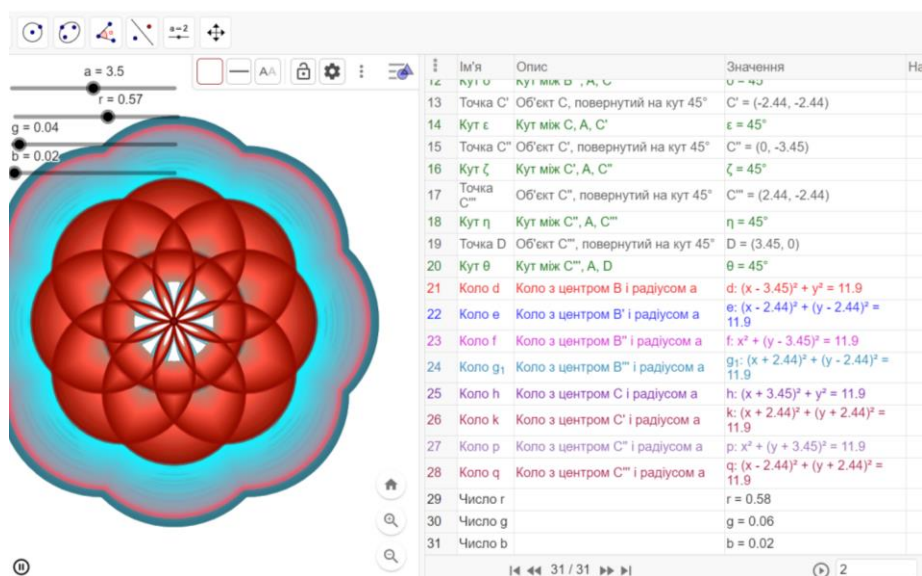 a=2
AA
a = 3.5
r = 0.57
g = 0.04
b = 0.02
Ім'я Опис Значення На
13 Точка C' Об'єкт C, повернутий на кут 45° C' = (-2.44, -2.44)
14 Кут ε Кут між C, A, C' ε = 45°
15 Точка C" Об'єкт C', повернутий на кут 45° C" = (0, -3.45)
16 Кут ζ Кут між C', A, C" ζ = 45°
17 Точка C"' Об'єкт C", повернутий на кут 45° C"' = (2.44, -2.44)
18 Кут η Кут між C", A, C"' η = 45°
19 Точка D Об'єкт C"', повернутий на кут 45° D = (3.45, 0)
20 Кут θ Кут між C"', A, D θ = 45°
21 Коло d Коло з центром B і радіусом a d: (x - 3.45)² + y² = 11.9
22 Коло e Коло з центром B' і радіусом a e: (x - 2.44)² + (y - 2.44)² = 11.9
23 Коло f Коло з центром B" і радіусом a f: x² + (y - 3.45)² = 11.9
24 Коло g₁ Коло з центром B"' і радіусом a g₁: (x + 2.44)² + (y - 2.44)² = 11.9
25 Коло h Коло з центром C і радіусом a h: (x + 3.45)² + y² = 11.9
26 Коло k Коло з центром C' і радіусом a k: (x + 2.44)² + (y + 2.44)² = 11.9
27 Коло p Коло з центром C" і радіусом a p: x² + (y + 3.45)² = 11.9
28 Коло q Коло з центром C"' і радіусом a q: (x - 2.44)² + (y + 2.44)² = 11.9
29 Число r r = 0.58
30 Число g g = 0.06
31 Число b b = 0.02
31 / 31 2